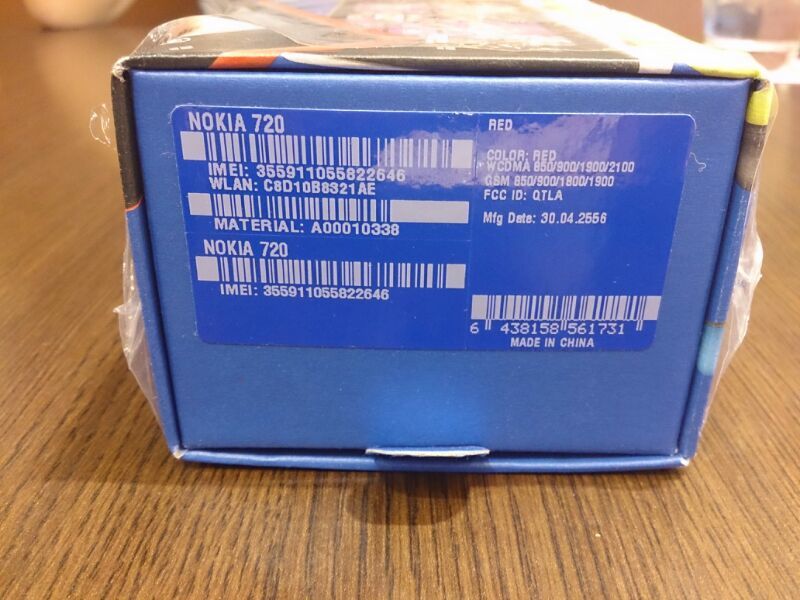 NOKIA 720
IMEI: 355911055822646
WLAN: C8D10B8321AE
MATERIAL: A00010338
NOKIA 720
IMEI: 355911055822646
RED
COLOR: RED
WCDMA 850/900/1900/2100
GSM 850/900/1800/1900
FCC ID: QTLA
Mfg Date: 30.04.2556
6 438158 561731
MADE IN CHINA